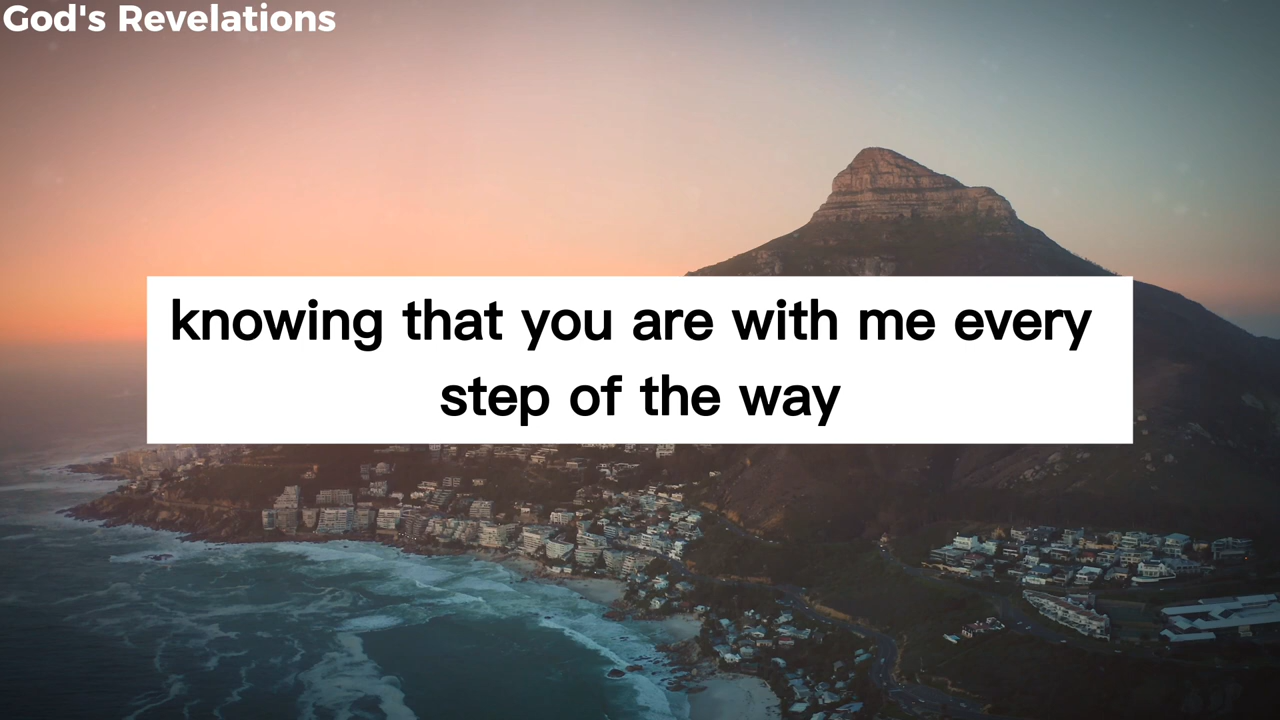 God's Revelations
knowing that you are with me every
step of the way